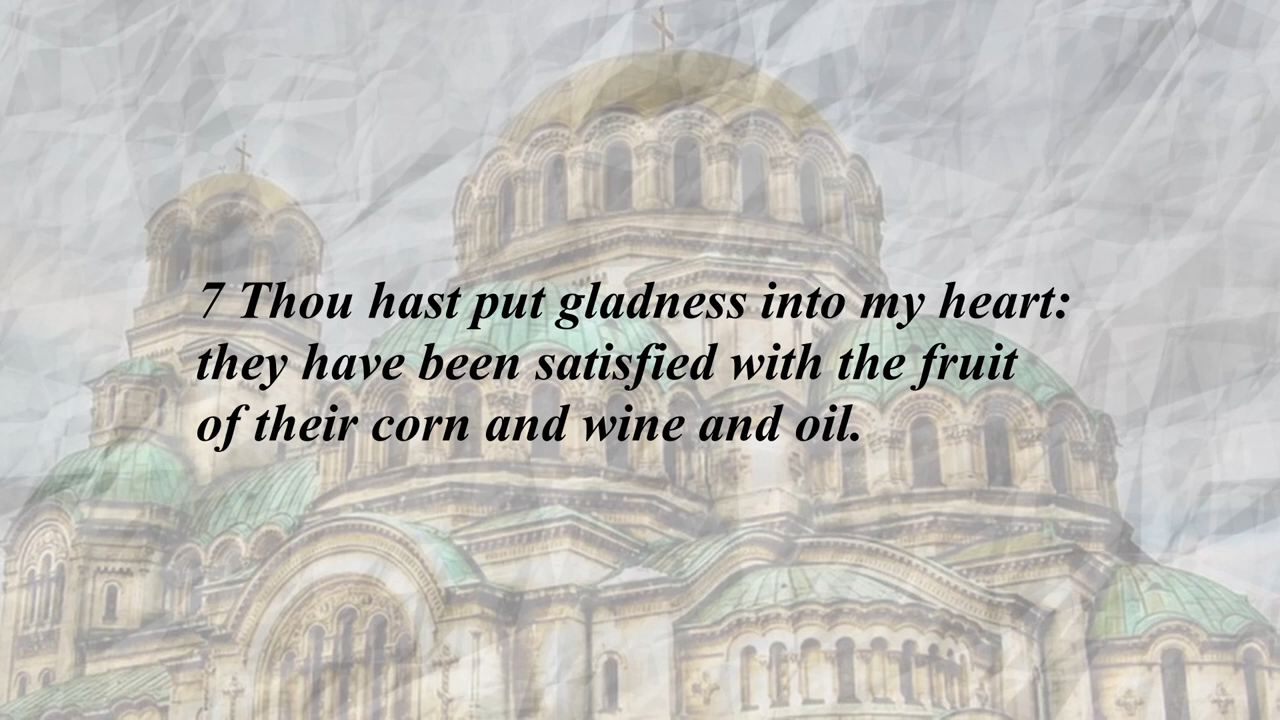 7 Thou hast put gladness into my heart:
they have been satisfied with the fruit
of their corn and wine and oil.